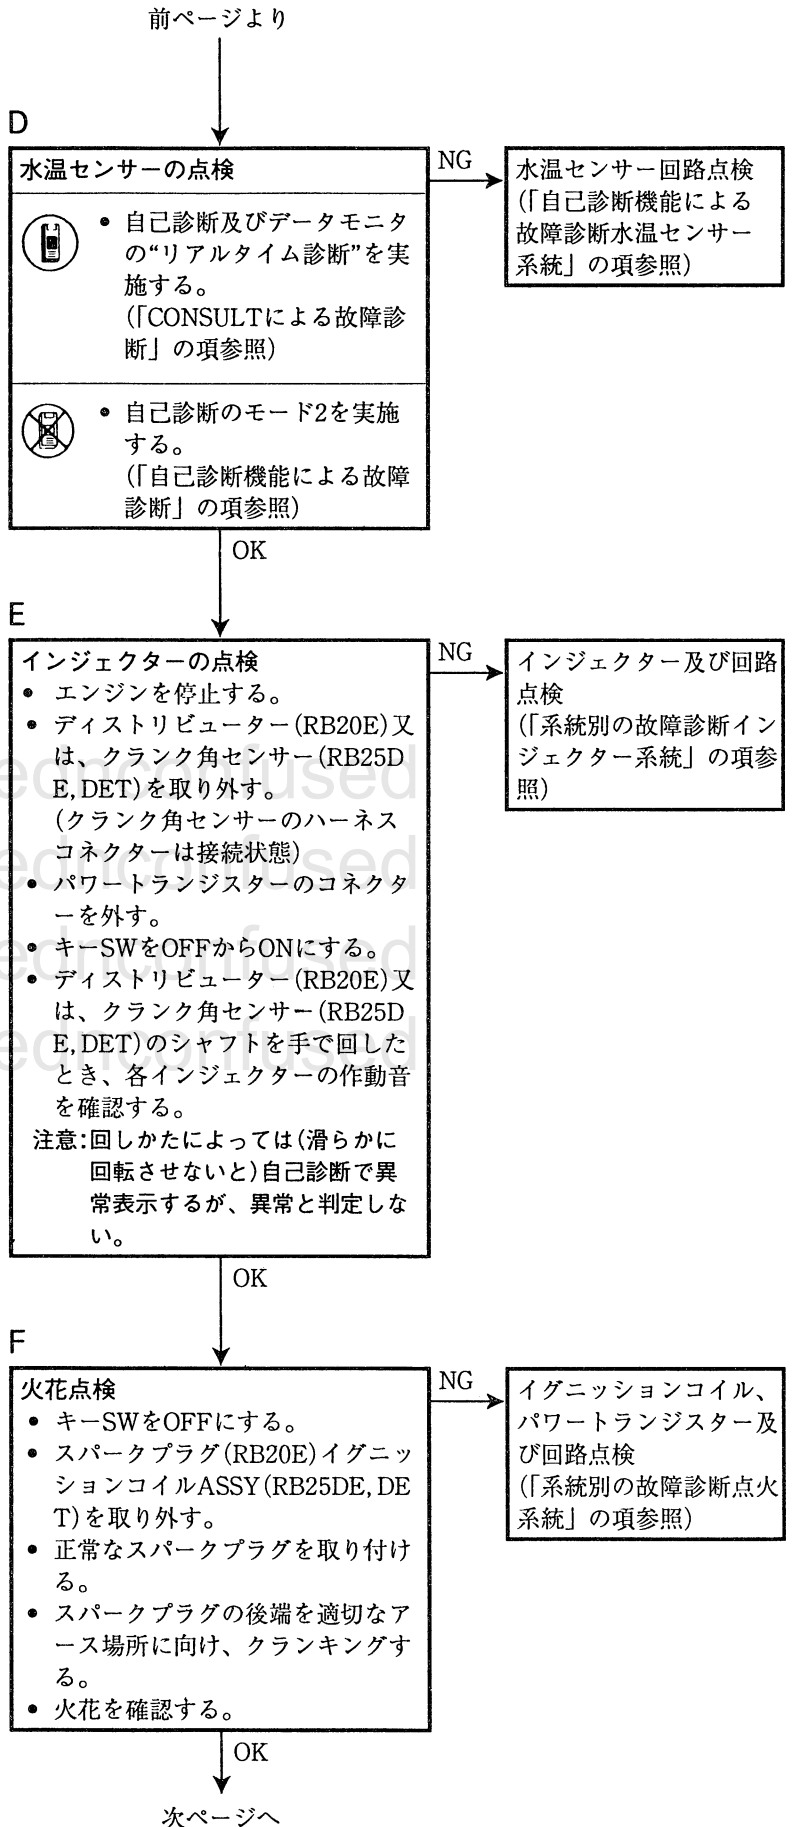 前ページより
D
水温センサーの点検
● 自己診断及びデータモニタ
の“リアルタイム診断”を実
施する。
(「CONSULTによる故障診
断」の項参照)
● 自己診断のモード2を実施
する。
(「自己診断機能による故障
診断」の項参照)
NG
水温センサー回路点検
(「自己診断機能による
故障診断水温センサー
系統」の項参照)
OK
E
インジェクターの点検
● エンジンを停止する。
● ディストリビューター(RB20E)又
は、クランク角センサー(RB25D
E, DET)を取り外す。
(クランク角センサーのハーネス
コネクターは接続状態)
● パワートランジスターのコネクタ
ーを外す。
● キーSWをOFFからONにする。
● ディストリビューター(RB20E)又
は、クランク角センサー(RB25D
E, DET)のシャフトを手で回した
とき、各インジェクターの作動音
を確認する。
注意:回しかたによっては(滑らかに
回転させないと)自己診断で異
常表示するが、異常と判定しな
い。
NG
インジェクター及び回路
点検
(「系統別の故障診断イン
ジェクター系統」の項参
照)
ednconfused
ednconfused
ednconfused
ednconfused
OK
F
火花点検
● キーSWをOFFにする。
● スパークプラグ(RB20E)イグニッ
ションコイルASSY(RB25DE, DE
T)を取り外す。
● 正常なスパークプラグを取り付け
る。
● スパークプラグの後端を適切なア
ース場所に向け、クランキングす
る。
● 火花を確認する。
NG
イグニッションコイル、
パワートランジスター及
び回路点検
(「系統別の故障診断点火
系統」の項参照)
OK
次ページへ